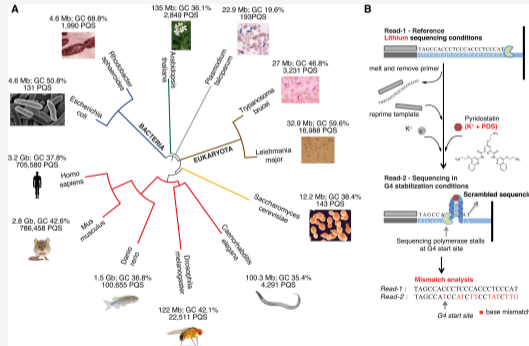 A
4.6 Mb; GC 68.8%
1,990 PQS
135 Mb; GC 36.1%
2,849 PQS
22.9 Mb; GC 19.6%
193PQS
4.6 Mb; GC 50.8%
131 PQS
27 Mb; GC 46.8%
3,231 PQS
32.9 Mb; GC 59.6%
16,988 PQS
Rhodobacter
sphaeroides
Arabidopsis
thaliana
Plasmodium
falciparum
Escherichia
coli
Trypanosoma
brucei
BACTERIA
EUKARYOTA
Leishmania
major
3.2 Gb; GC 37.8%
705,580 PQS
Homo
sapiens
Saccharomyces
cerevisiae
12.2 Mb; GC 38.4%
143 PQS
2.8 Gb, GC 42.6%
786,458 PQS
Mus
musculus
Danio
rerio
Drosophila
melanogaster
Caenorhabditis
elegans
1.5 Gb; GC 36.8%
100,655 PQS
100.3 Mb; GC 35.4%
4,291 PQS
122 Mb; GC 42.1%
22,511 PQS
B
Read-1 - Reference
Lithium sequencing conditions
TAGCCACCCTCCCACCCTCCCAT
melt and remove primer
reprime template
K+
Pyridostatin
(K+ + PDS)
Read-2 - Sequencing in
G4 stabilization conditions
Scrambled sequencing
TAGCCA
AT
Sequencing polymerase stalls
at G4 start site
Mismatch analysis
Read-1 : TAGCCACCCTCCCACCCTCCCAT
Read-2 : TAGCCATCCATCTTCCTATCTTG
G4 start site
base mismatch